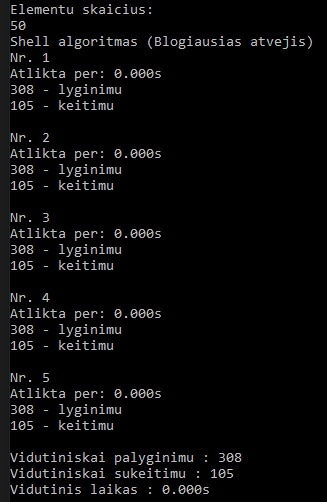 Elementu skaicius:
50
Shell algoritmas (Blogiausias atvejis)
Nr. 1
Atlikta per: 0.000s
308 - lyginimu
105 - keitimu
Nr. 2
Atlikta per: 0.000s
308 - lyginimu
105 - keitimu
Nr. 3
Atlikta per: 0.000s
308 - lyginimu
105 - keitimu
Nr. 4
Atlikta per: 0.000s
308 - lyginimu
105 - keitimu
Nr. 5
Atlikta per: 0.000s
308 - lyginimu
105 - keitimu
Vidutiniskai palyginimu : 308
Vidutiniskai sukeitimu : 105
Vidutinis laikas : 0.000s